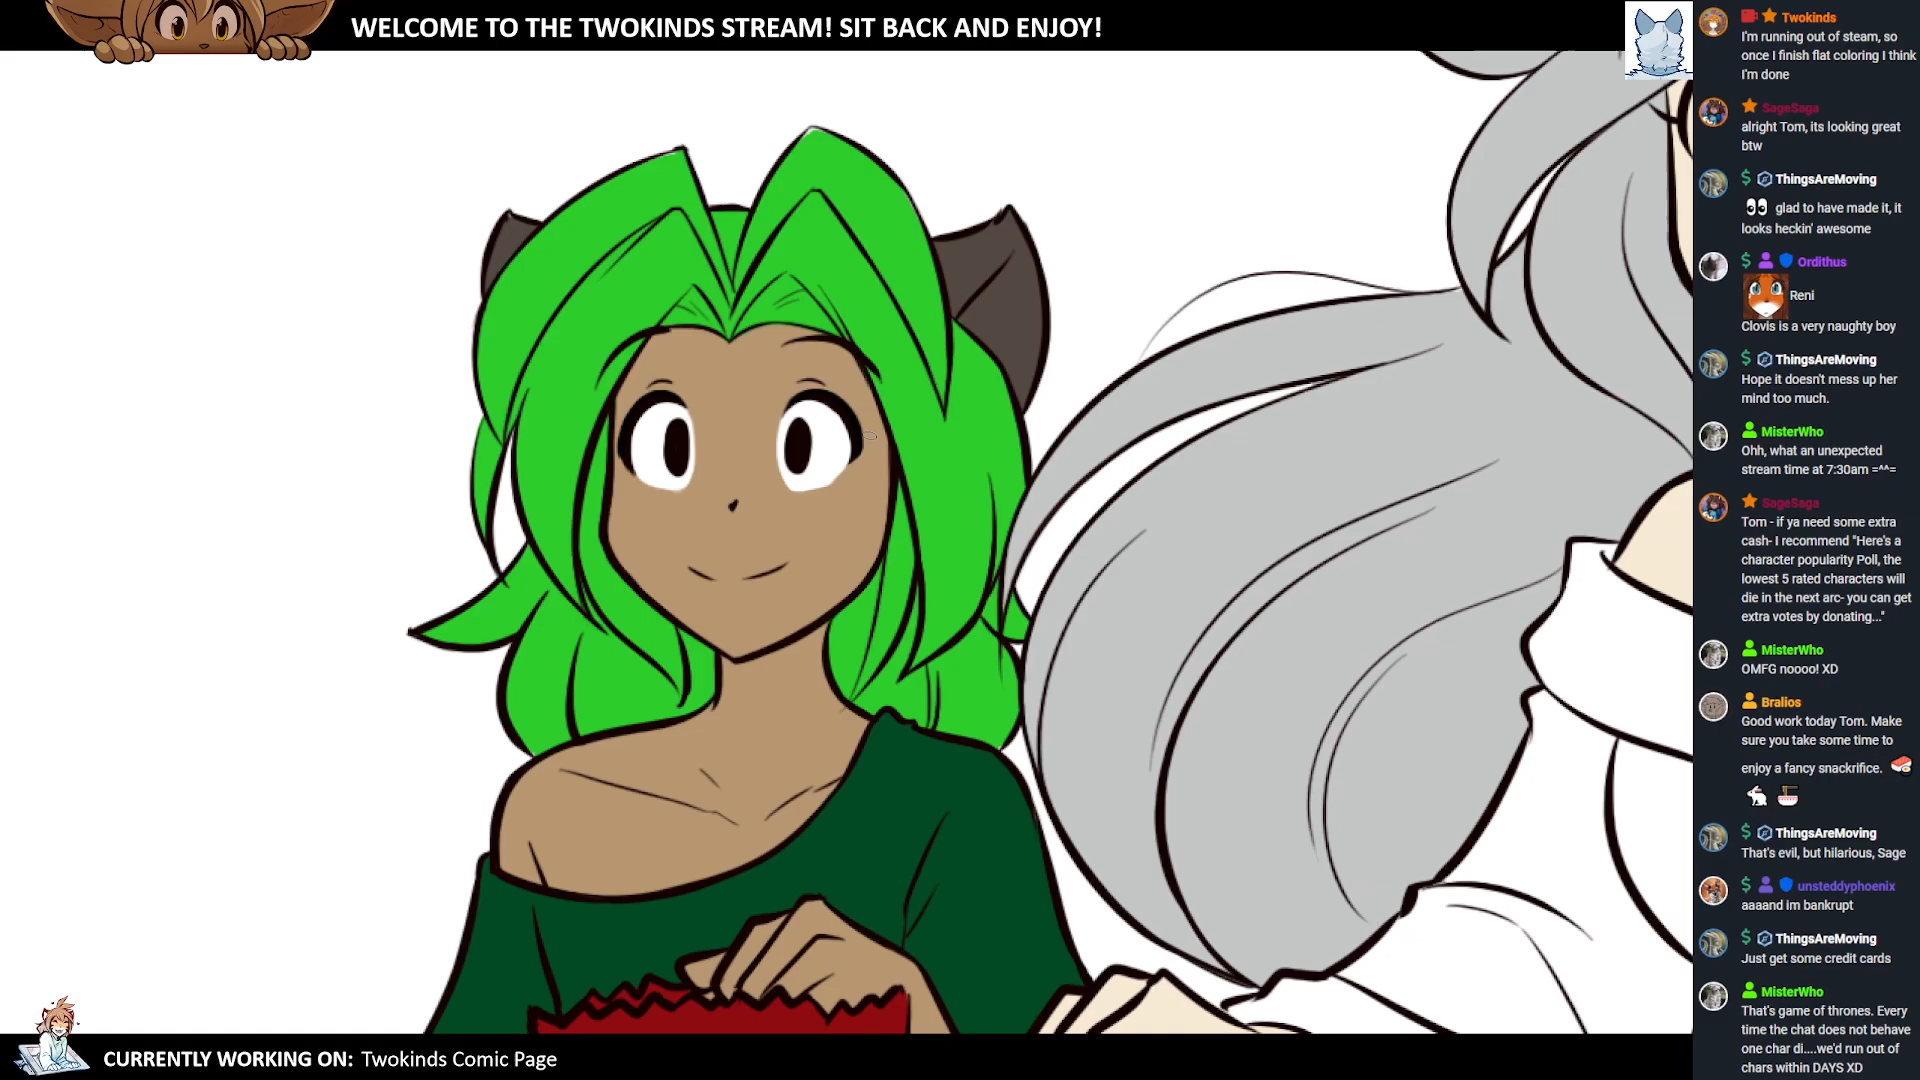 WELCOME TO THE TWOKINDS STREAM! SIT BACK AND ENJOY!
Twokinds
I'm running out of steam, so
once I finish flat coloring I think
I'm done
SageSaga
alright Tom, its looking great
btw
ThingsAreMoving
glad to have made it, it
looks heckin' awesome
Ordithus
Reni
Clovis is a very naughty boy
ThingsAreMoving
Hope it doesn't mess up her
mind too much.
MisterWho
Ohh, what an unexpected
stream time at 7:30am =^^=
SageSaga
Tom - if ya need some extra
cash- I recommend "Here's a
character popularity Poll, the
lowest 5 rated characters will
die in the next arc- you can get
extra votes by donating..."
MisterWho
OMFG noooo! XD
Bralios
Good work today Tom. Make
sure you take some time to
enjoy a fancy snackrifice.
ThingsAreMoving
That's evil, but hilarious, Sage
unsteddyphoenix
aaaand im bankrupt
ThingsAreMoving
Just get some credit cards
MisterWho
That's game of thrones. Every
time the chat does not behave
one char di....we'd run out of
chars within DAYS XD
CURRENTLY WORKING ON: Twokinds Comic Page